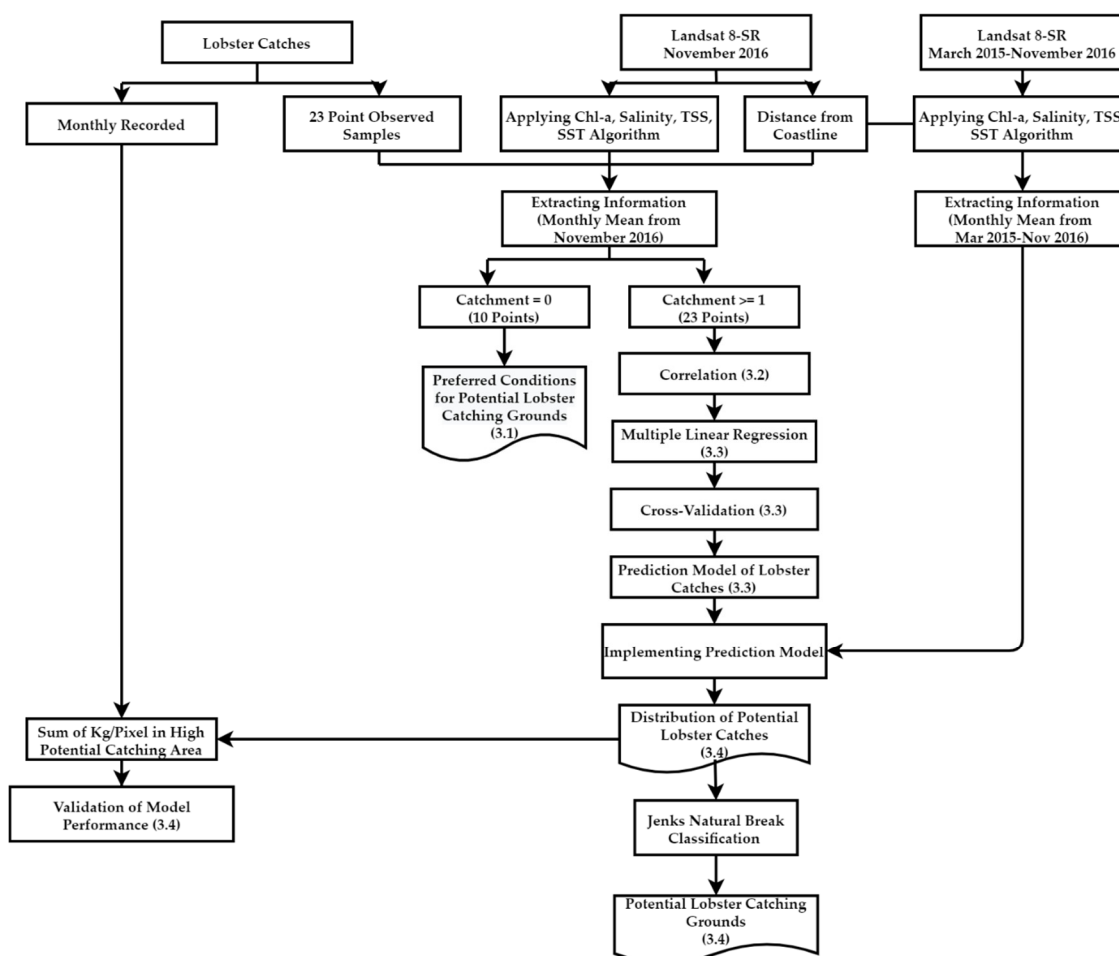 Lobster Catches
Landsat 8-SR
November 2016
Landsat 8-SR
March 2015-November 2016
Monthly Recorded
23 Point Observed
Samples
Applying Chl-a, Salinity, TSS,
SST Algorithm
Distance from
Coastline
Applying Chl-a, Salinity, TSS,
SST Algorithm
Extracting Information
(Monthly Mean from
November 2016)
Extracting Information
(Monthly Mean from
Mar 2015-Nov 2016)
Catchment = 0
(10 Points)
Catchment >= 1
(23 Points)
Preferred Conditions
for Potential Lobster
Catching Grounds
(3.1)
Correlation (3.2)
Multiple Linear Regression
(3.3)
Cross-Validation (3.3)
Prediction Model of Lobster
Catches (3.3)
Implementing Prediction Model
Sum of Kg/Pixel in High
Potential Catching Area
Distribution of Potential
Lobster Catches
(3.4)
Validation of Model
Performance (3.4)
Jenks Natural Break
Classification
Potential Lobster Catching
Grounds
(3.4)